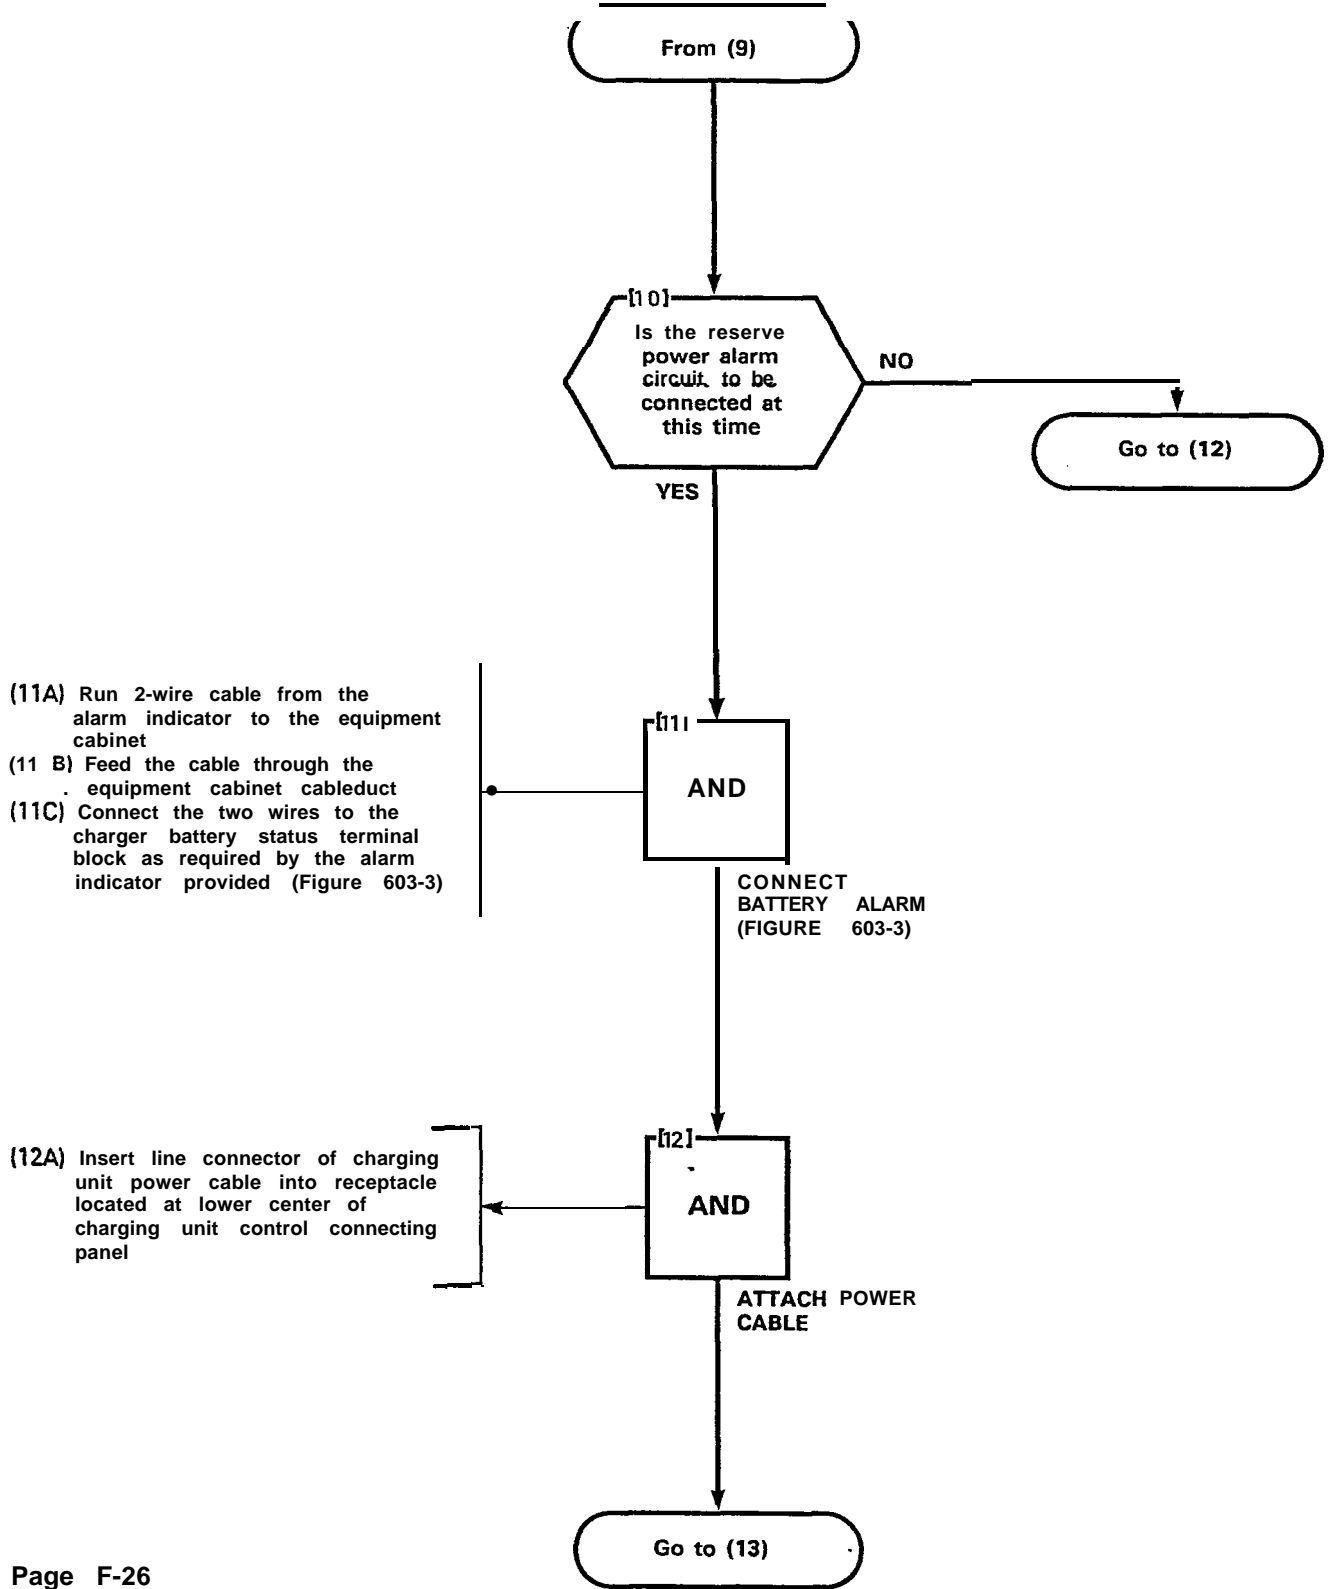 From (9)
[10]
Is the reserve
power alarm
circuit to be
connected at
this time
NO
Go to (12)
YES
(11A) Run 2-wire cable from the
alarm indicator to the equipment
cabinet
(11 B) Feed the cable through the
. equipment cabinet cableduct
(11C) Connect the two wires to the
charger battery status terminal
block as required by the alarm
indicator provided (Figure 603-3)
[11I
AND
CONNECT
BATTERY ALARM
(FIGURE 603-3)
(12A) Insert line connector of charging
unit power cable into receptacle
located at lower center of
charging unit control connecting
panel
[12]
AND
ATTACH POWER
CABLE
Go to (13)
Page F-26